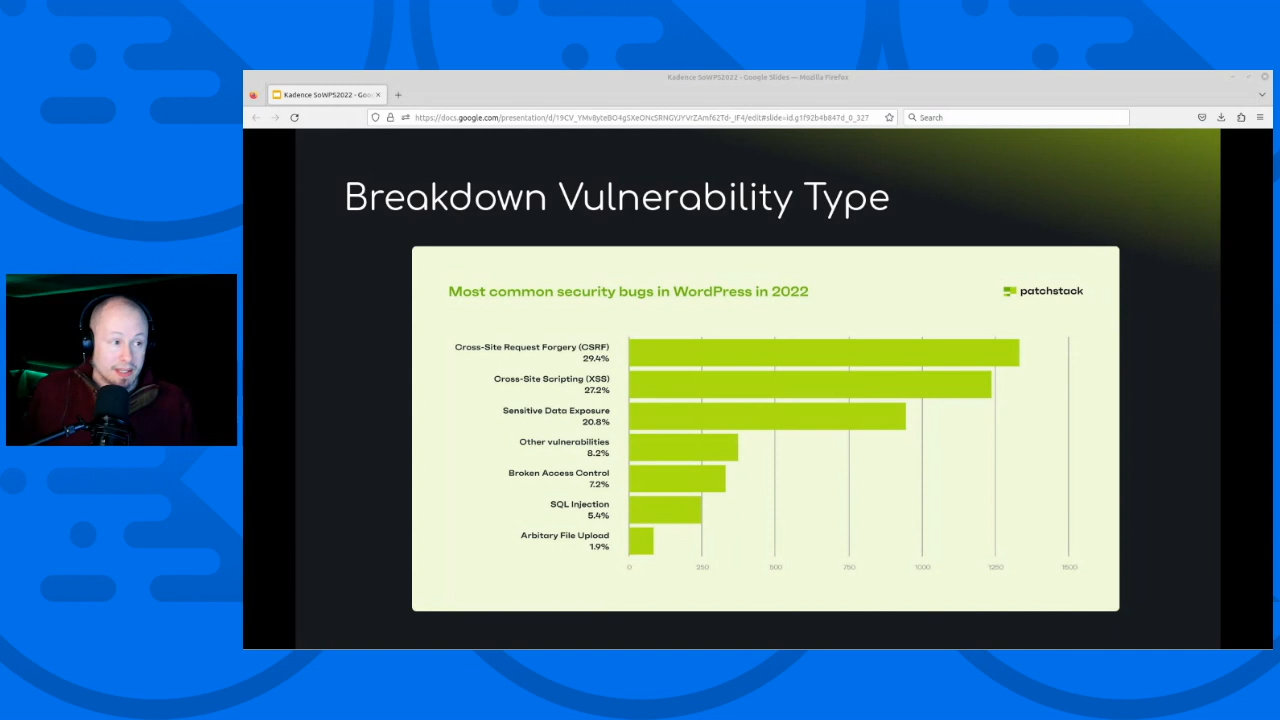 Kadence SoWPS2022 - Google Slides — Mozilla Firefox
Kadence SoWPS2022 - Goo
Search
Breakdown Vulnerability Type
Most common security bugs in WordPress in 2022
patchstack
Cross-Site Request Forgery (CSRF)
29.4%
Cross-Site Scripting (XSS)
27.2%
Sensitive Data Exposure
20.8%
Other vulnerabilities
8.2%
Broken Access Control
7.2%
SQL Injection
5.4%
Arbitary File Upload
1.9%
0 250 500 750 1000 1250 1500